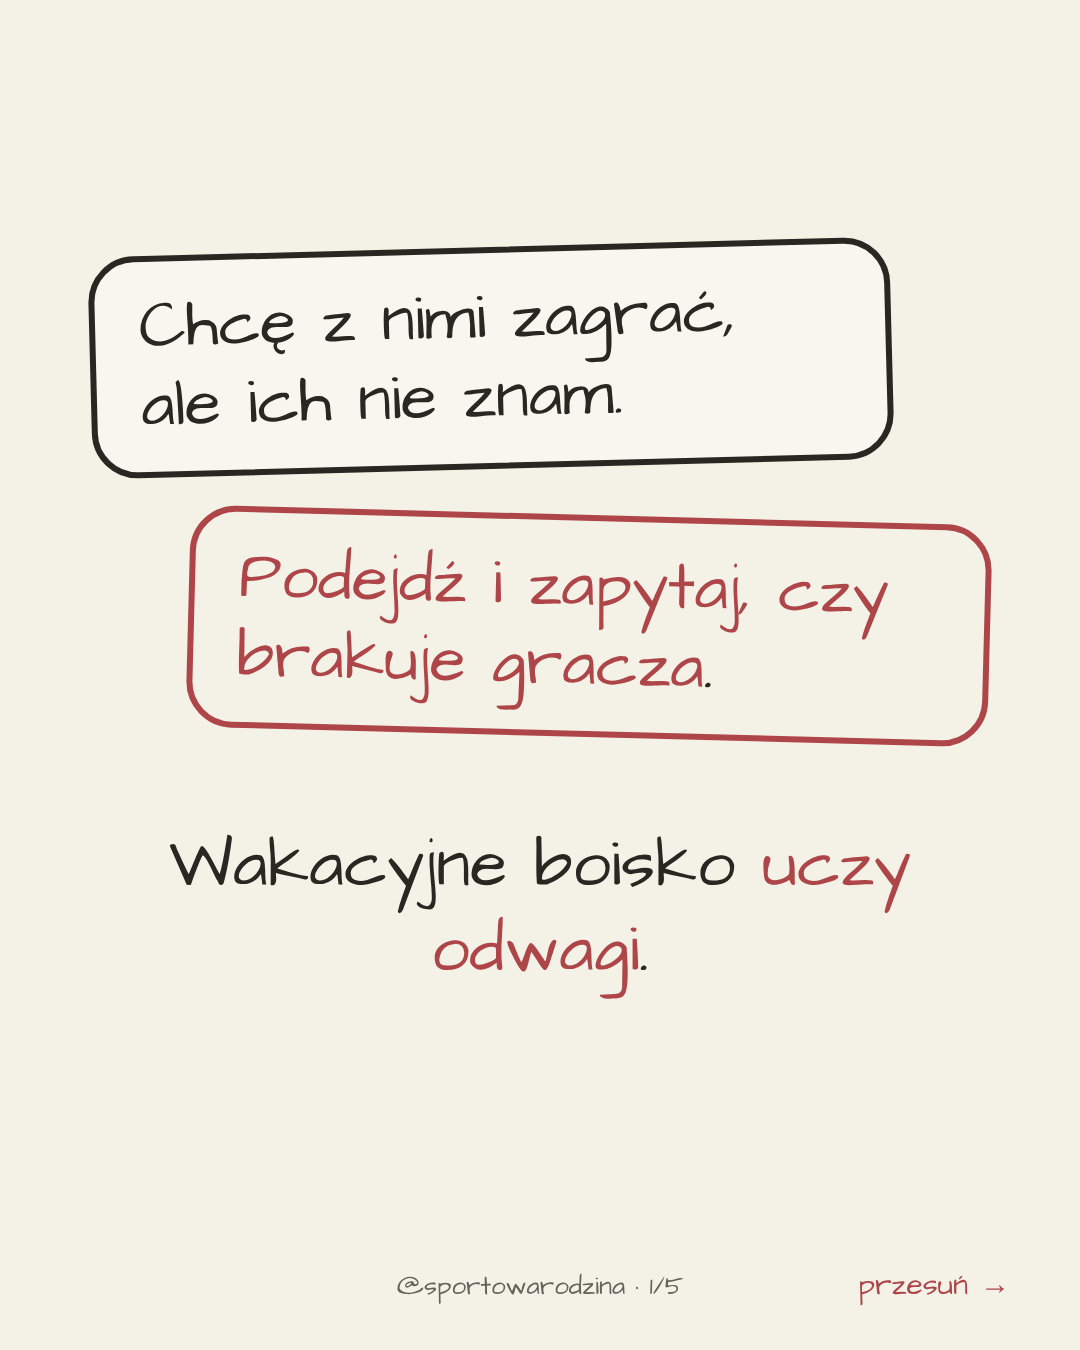 Chcę z nimi zagrać,
ale ich nie znam.
Podejdź i zapytaj, czy
brakuje gracza.
Wakacyjne boisko uczy
odwagi.
@sportowarodzina · 1/5
przesuń →